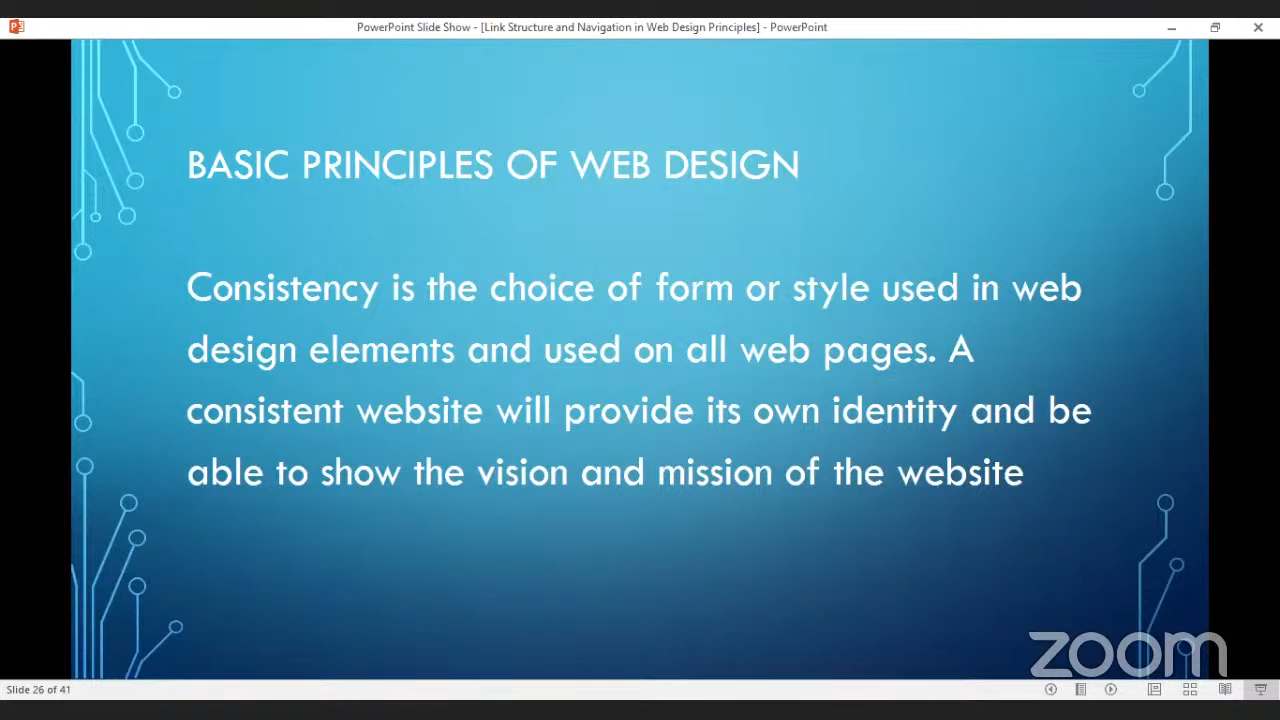 PowerPoint Slide Show - [Link Structure and Navigation in Web Design Principles] - PowerPoint
BASIC PRINCIPLES OF WEB DESIGN
Consistency is the choice of form or style used in web
design elements and used on all web pages. A
consistent website will provide its own identity and be
able to show the vision and mission of the website
zoom
Slide 26 of 41